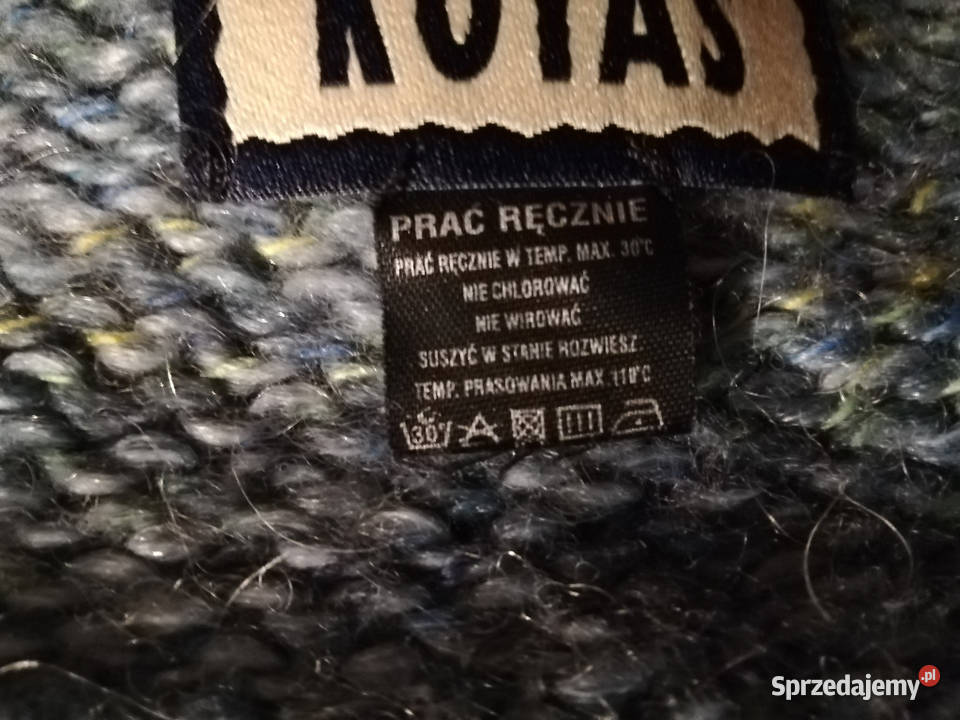 KOTAS
PRAĆ RĘCZNIE
PRAĆ RĘCZNIE W TEMP. MAX. 30°C
NIE CHLOROWAĆ
NIE WIROWAĆ
SUSZYĆ W STANIE ROZWIESZ.
TEMP. PRASOWANIA MAX 110°C
30
Sprzedajemy.pl